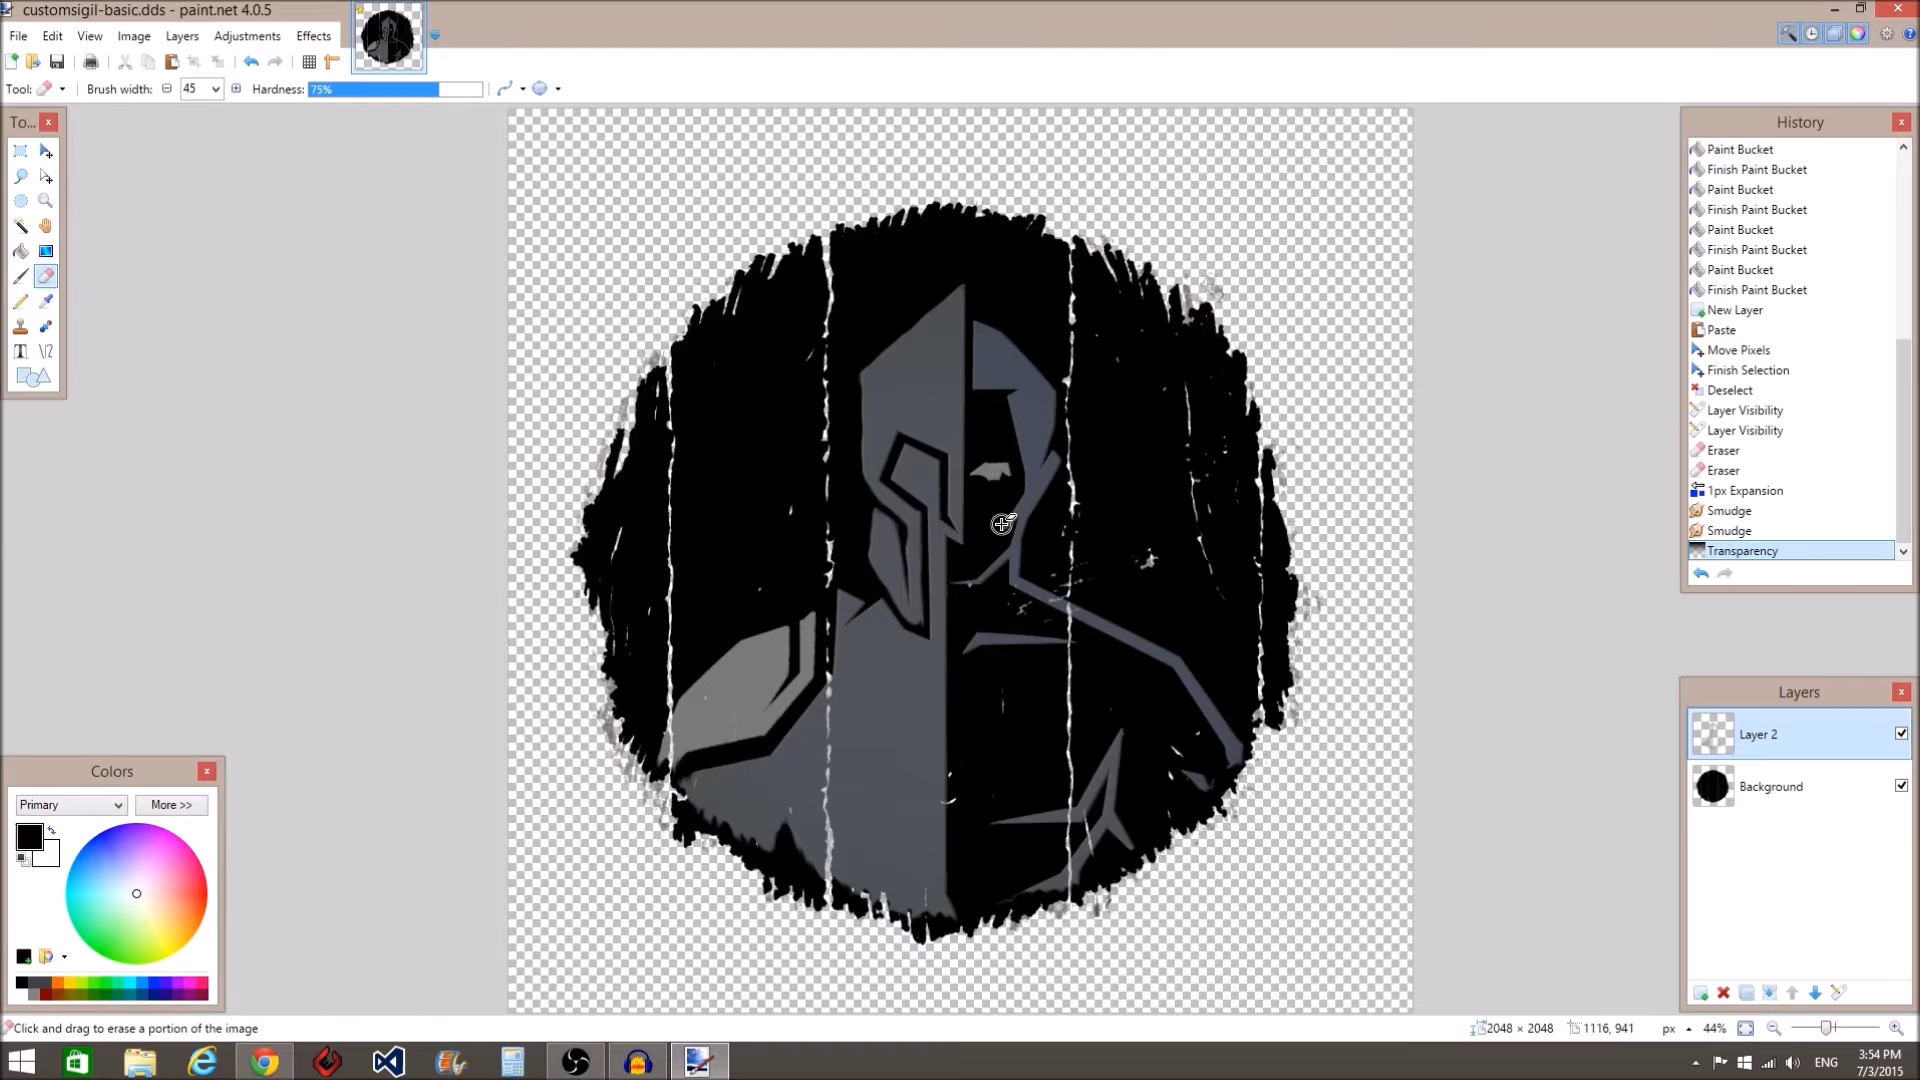 customsigil-basic.dds - paint.net 4.0.5
File Edit View Image Layers Adjustments Effects
Tool: Brush width: 45 Hardness: 75%
To...
History
Paint Bucket
Finish Paint Bucket
Paint Bucket
Finish Paint Bucket
Paint Bucket
Finish Paint Bucket
Paint Bucket
Finish Paint Bucket
New Layer
Paste
Move Pixels
Finish Selection
Deselect
Layer Visibility
Layer Visibility
Eraser
Eraser
1px Expansion
Smudge
Smudge
Transparency
Layers
Layer 2
Background
Colors
Primary
More >>
Click and drag to erase a portion of the image
2048 × 2048
1116, 941
px
44%
ENG
3:54 PM
7/3/2015